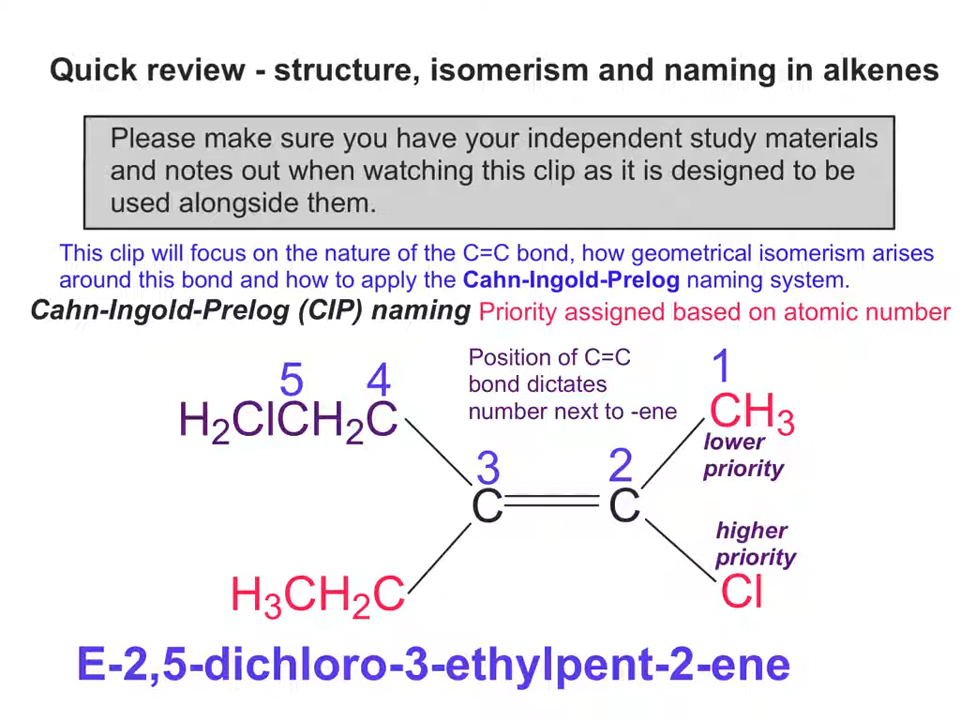 Quick review - structure, isomerism and naming in alkenes
Please make sure you have your independent study materials
and notes out when watching this clip as it is designed to be
used alongside them.
This clip will focus on the nature of the C=C bond, how geometrical isomerism arises
around this bond and how to apply the Cahn-Ingold-Prelog naming system.
Cahn-Ingold-Prelog (CIP) naming Priority assigned based on atomic number
Position of C=C
bond dictates
number next to -ene
5 4
1
H₂ClCH₂C
CH₃
lower
priority
3 2
C C
higher
priority
H₃CH₂C
Cl
E-2,5-dichloro-3-ethylpent-2-ene